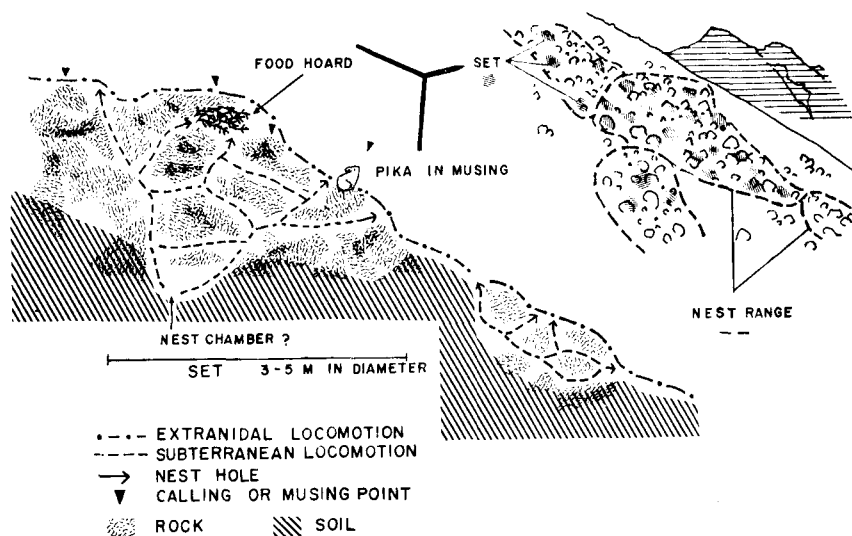 FOOD HOARD
SET
PIKA IN MUSING
NEST RANGE
NEST CHAMBER ?
SET 3-5 M IN DIAMETER
EXTRANIDAL LOCOMOTION
SUBTERRANEAN LOCOMOTION
NEST HOLE
CALLING OR MUSING POINT
ROCK SOIL